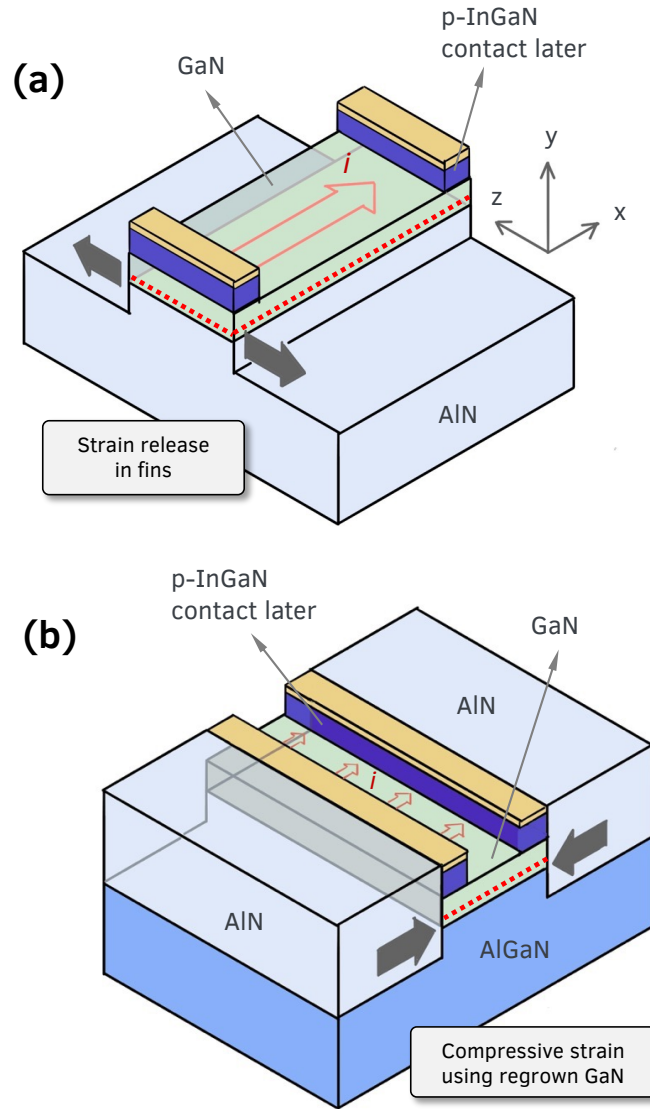 (a)
GaN
p-InGaN
contact later
i
y
z
x
AlN
Strain release
in fins
(b)
p-InGaN
contact later
GaN
AlN
i
AlN
AlGaN
Compressive strain
using regrown GaN